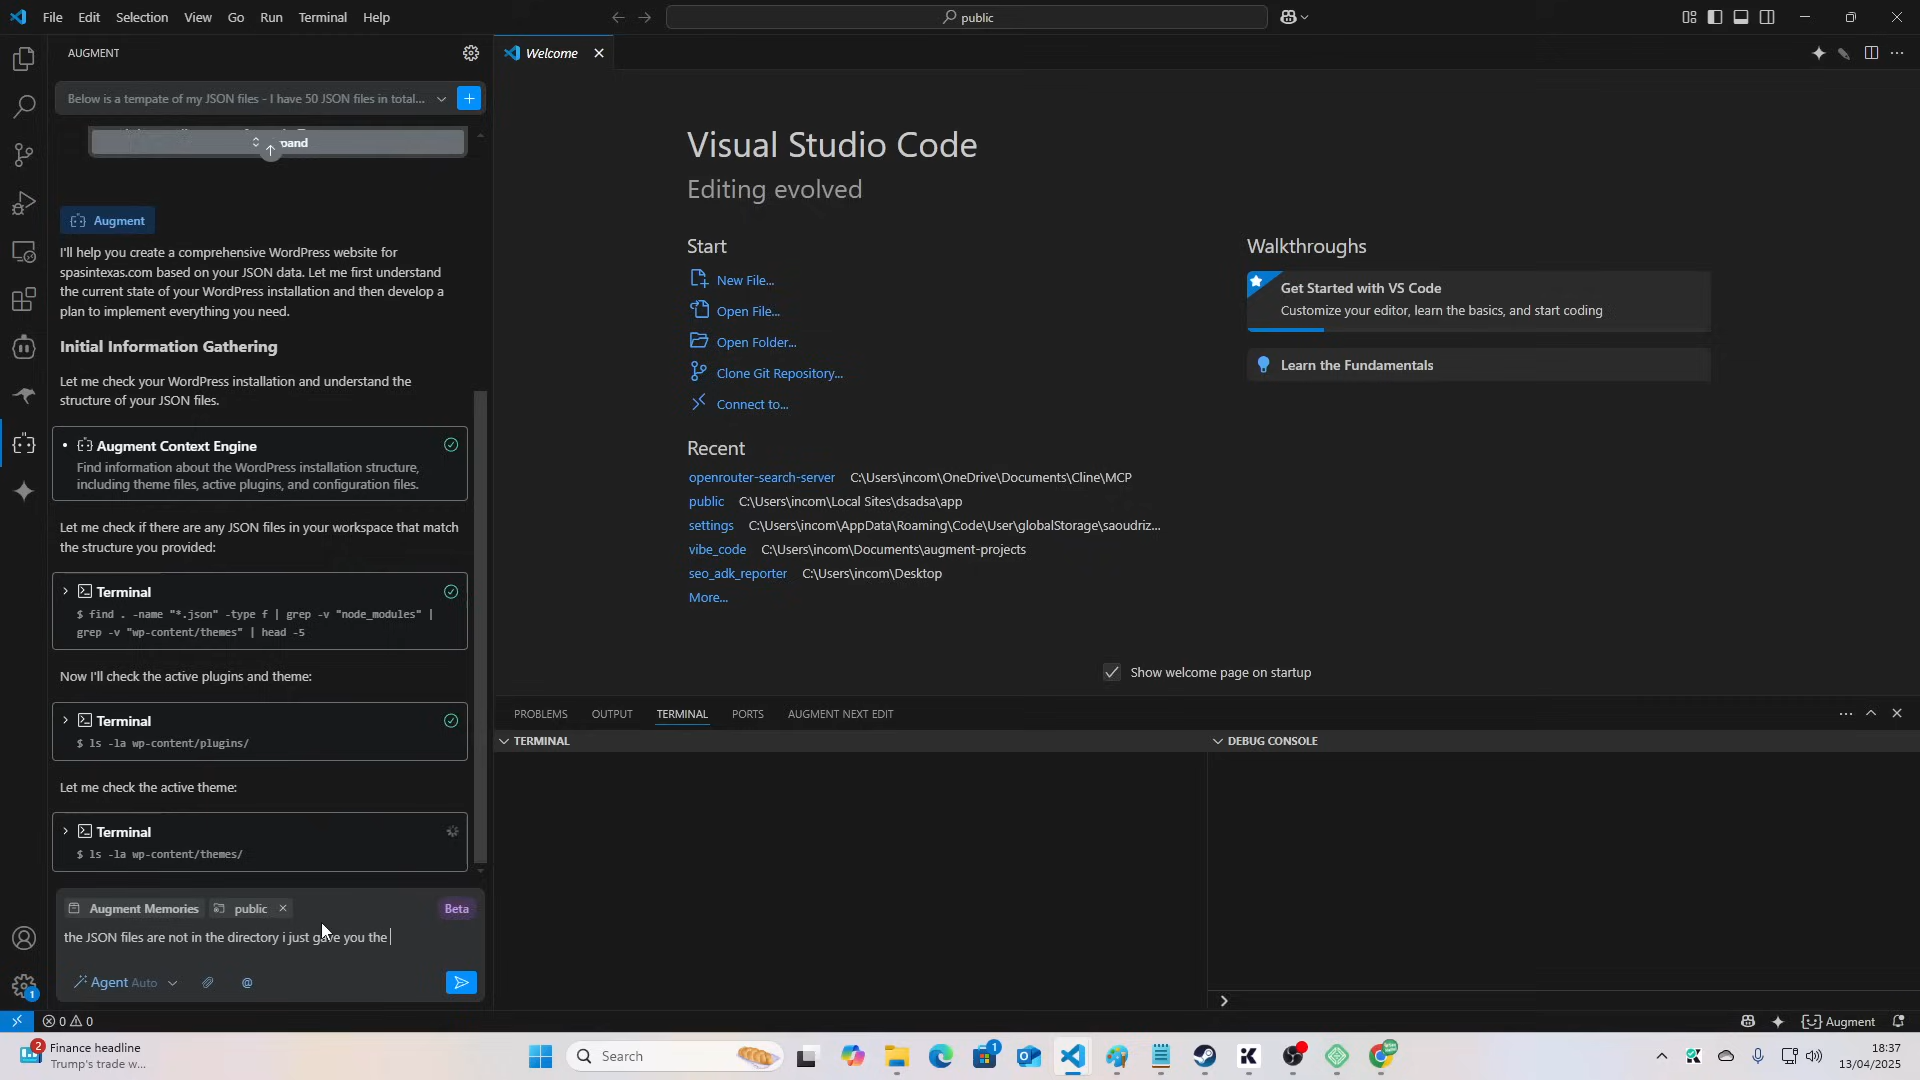 File Edit Selection View Go Run Terminal Help
public
AUGMENT
Welcome
Below is a tempate of my JSON files - I have 50 JSON files in total...
pand
Augment
I'll help you create a comprehensive WordPress website for
spasintexas.com based on your JSON data. Let me first understand
the current state of your WordPress installation and then develop a
plan to implement everything you need.
Initial Information Gathering
Let me check your WordPress installation and understand the
structure of your JSON files.
Augment Context Engine
Find information about the WordPress installation structure,
including theme files, active plugins, and configuration files.
Let me check if there are any JSON files in your workspace that match
the structure you provided:
Terminal
$ find . -name "*.json" -type f | grep -v "node_modules" |
grep -v "wp-content/themes" | head -5
Now I'll check the active plugins and theme:
Terminal
$ ls -la wp-content/plugins/
Let me check the active theme:
Terminal
$ ls -la wp-content/themes/
Augment Memories public Beta
the JSON files are not in the directory i just gave you the
Agent Auto @
Visual Studio Code
Editing evolved
Start
New File...
Open File...
Open Folder...
Clone Git Repository...
Connect to...
Recent
openrouter-search-server C:\Users\incom\OneDrive\Documents\Cline\MCP
public C:\Users\incom\Local Sites\dsadsa\app
settings C:\Users\incom\AppData\Roaming\Code\User\globalStorage\saoudriz...
vibe_code C:\Users\incom\Documents\augment-projects
seo_adk_reporter C:\Users\incom\Desktop
More...
Walkthroughs
Get Started with VS Code
Customize your editor, learn the basics, and start coding
Learn the Fundamentals
Show welcome page on startup
PROBLEMS OUTPUT TERMINAL PORTS AUGMENT NEXT EDIT
TERMINAL
DEBUG CONSOLE
1
0 0
Augment
2
Finance headline
Trump's trade w...
Search
1
18:37
13/04/2025